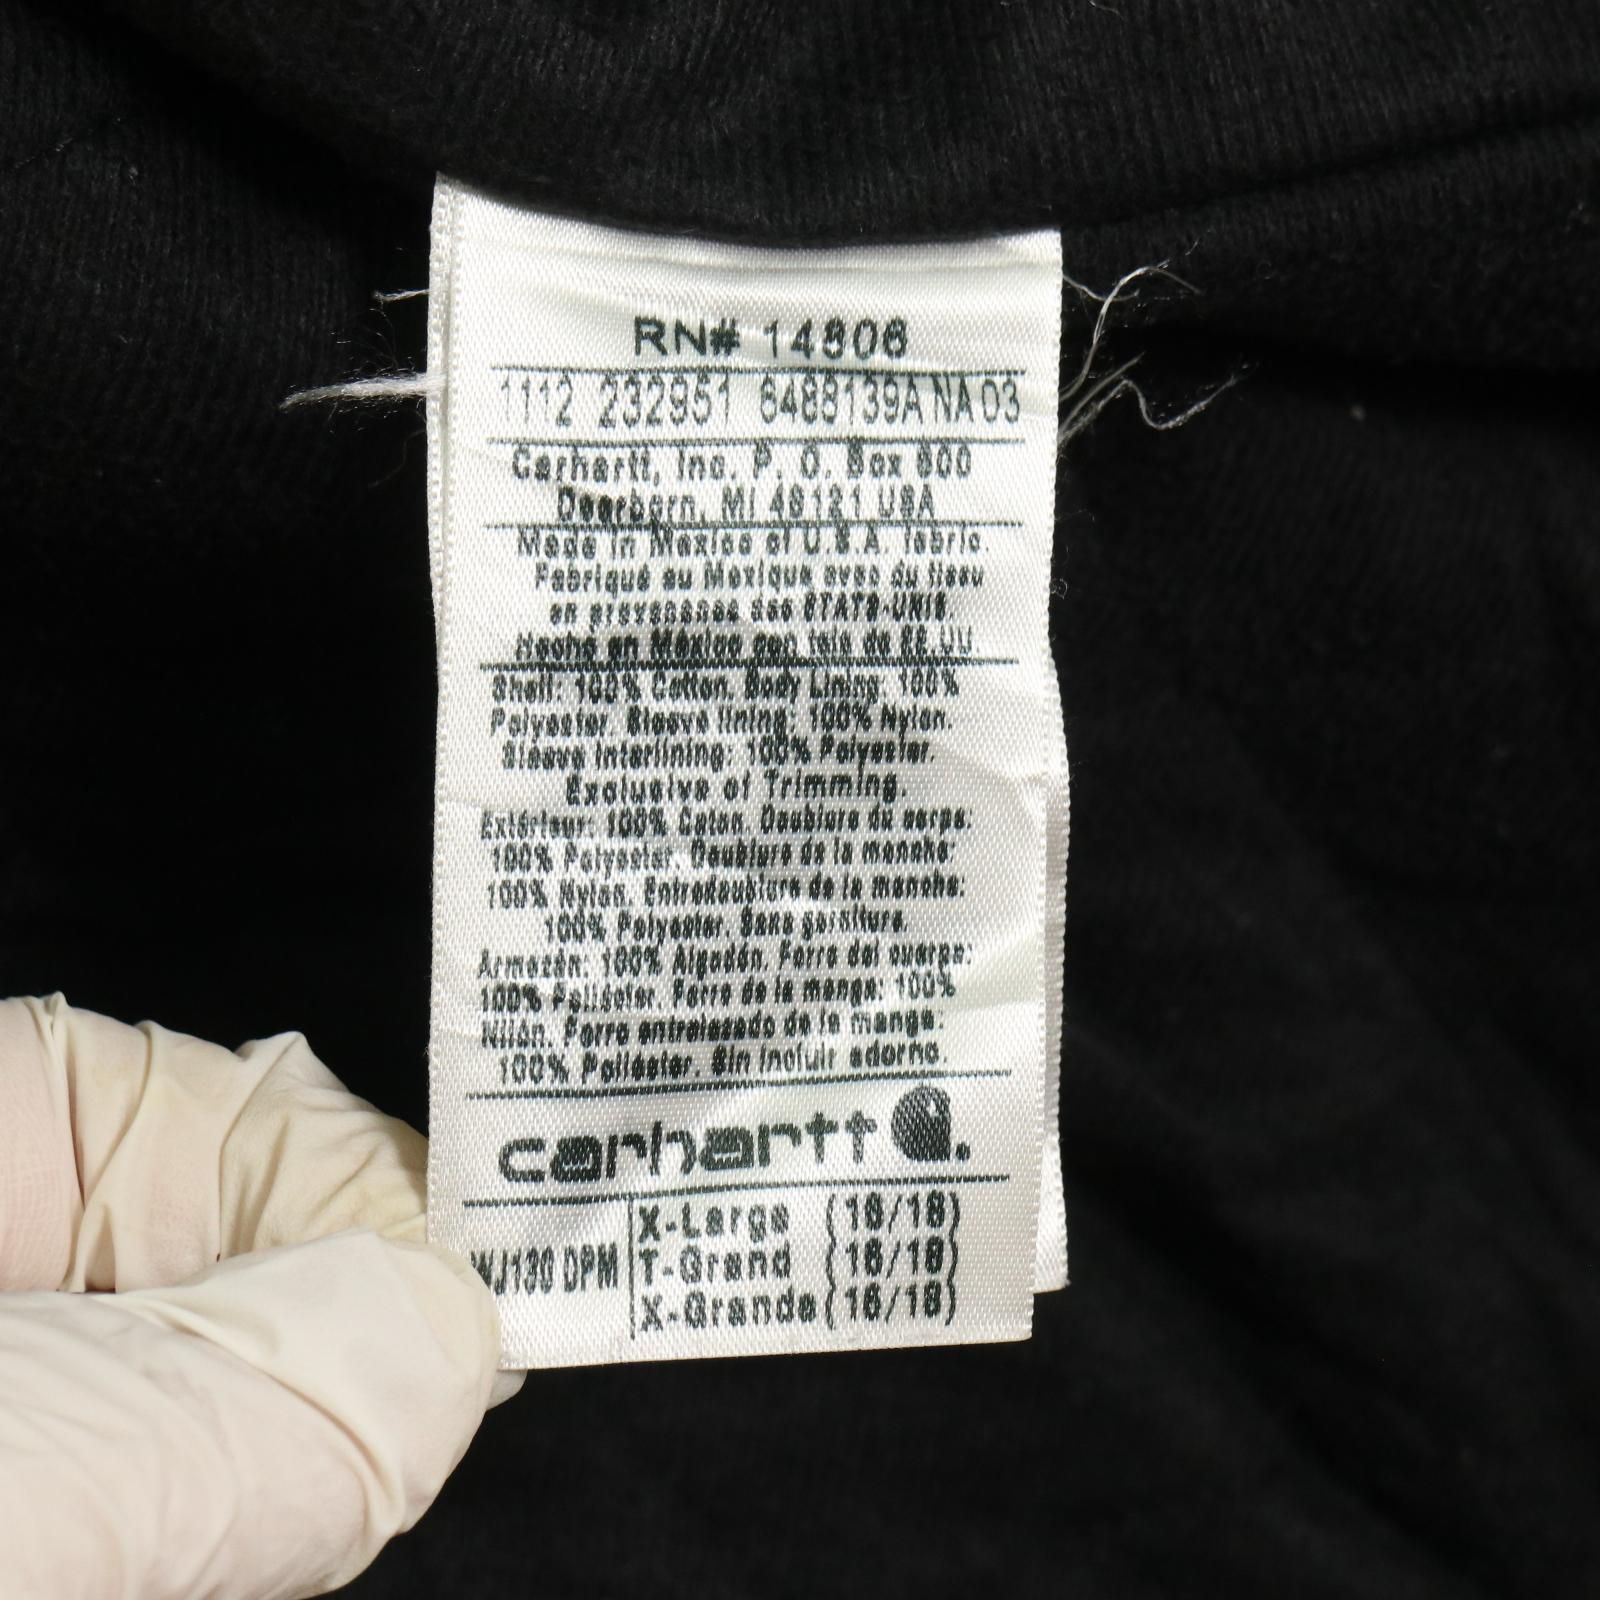 RN# 14806
1112 232951 6488139A NA 03
Carhartt, Inc. P. O. Box 600
Dearborn, MI 48121 USA
Made in Mexico of U.S.A. fabric.
Fabriqué au Mexique avec du tissu
en provenance des ÉTATS-UNIS.
Hecho en México con tela de EE.UU
Shell: 100% Cotton. Body Lining: 100%
Polyester. Sleeve lining: 100% Nylon.
Sleeve Interlining: 100% Polyester.
Exclusive of Trimming.
Extérieur: 100% Coton. Doublure du corps:
100% Polyester. Doublure de la manche:
100% Nylon. Entredoublure de la manche:
100% Polyester. Sans garniture.
Armazón: 100% Algodón. Forro del cuerpo:
100% Poliéster. Forro de la manga: 100%
Nilón. Forro entrelazado de la manga:
100% Poliéster. Sin incluir adorno.
carhartt
WJ130 DPM
X-Large (16/18)
T-Grand (16/18)
X-Grande (16/18)